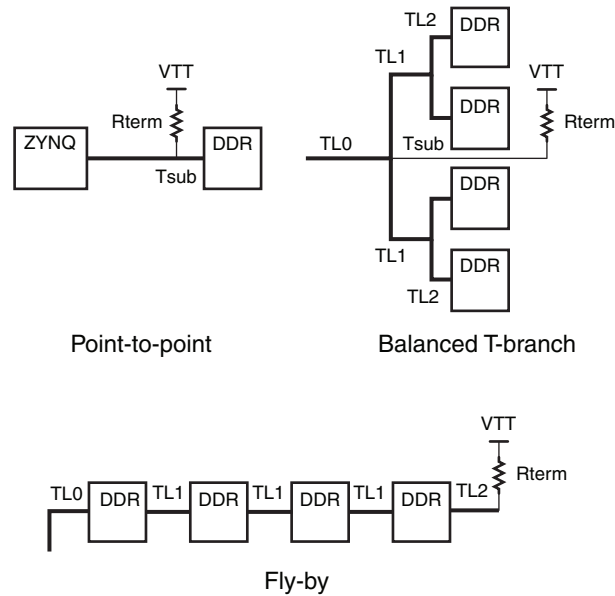 VTT
Rterm
ZYNQ
DDR
Tsub
Point-to-point
TL2
DDR
TL1
VTT
DDR
Rterm
TL0
Tsub
DDR
TL1
DDR
TL2
Balanced T-branch
VTT
Rterm
TL0
DDR
TL1
DDR
TL1
DDR
TL1
DDR
TL2
Fly-by